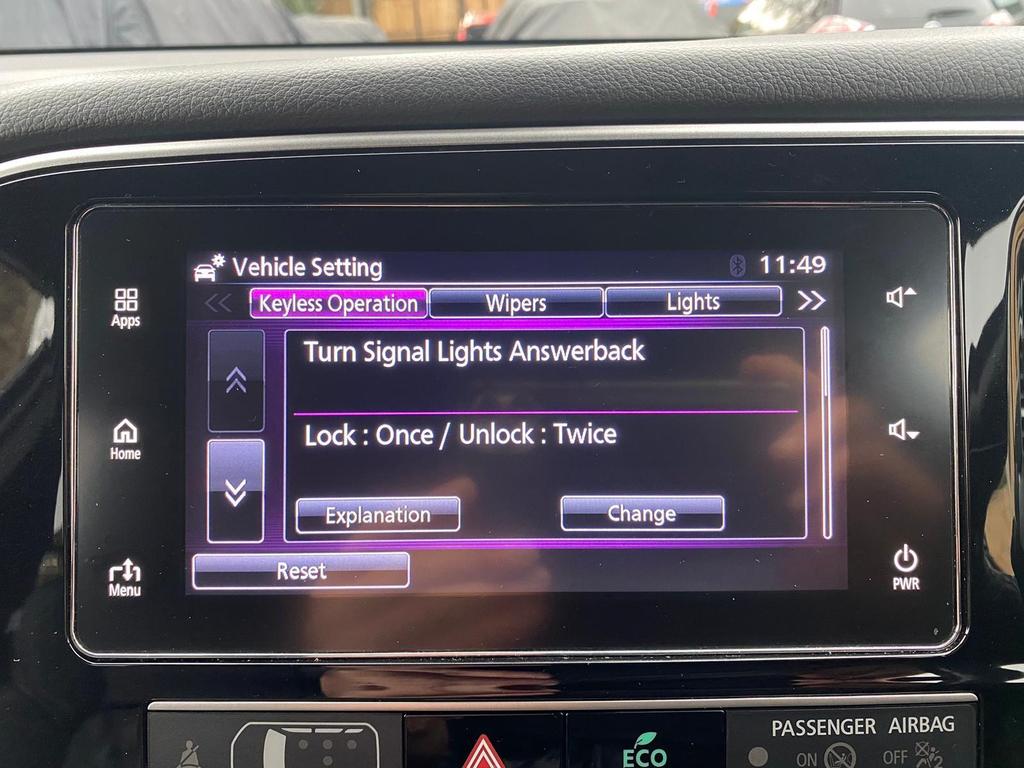 Vehicle Setting 11:49
Keyless Operation Wipers Lights
Apps
Turn Signal Lights Answerback
Home
Lock : Once / Unlock : Twice
Explanation Change
Reset
Menu
PWR
PASSENGER AIRBAG
ECO
ON OFF